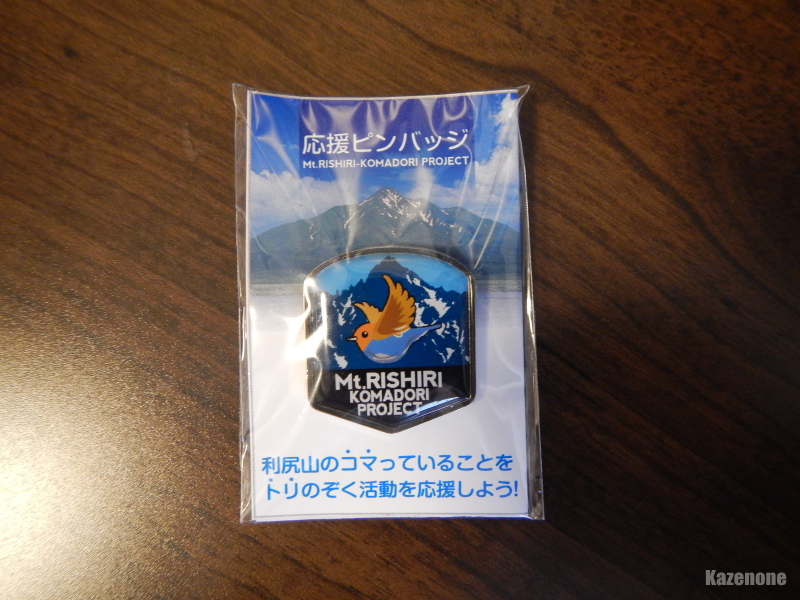 応援ピンバッジ
Mt.RISHIRI-KOMADORI PROJECT
Mt.RISHIRI
KOMADORI
PROJECT
利尻山のコマっていることを
トリのぞく活動を応援しよう!
Kazenone